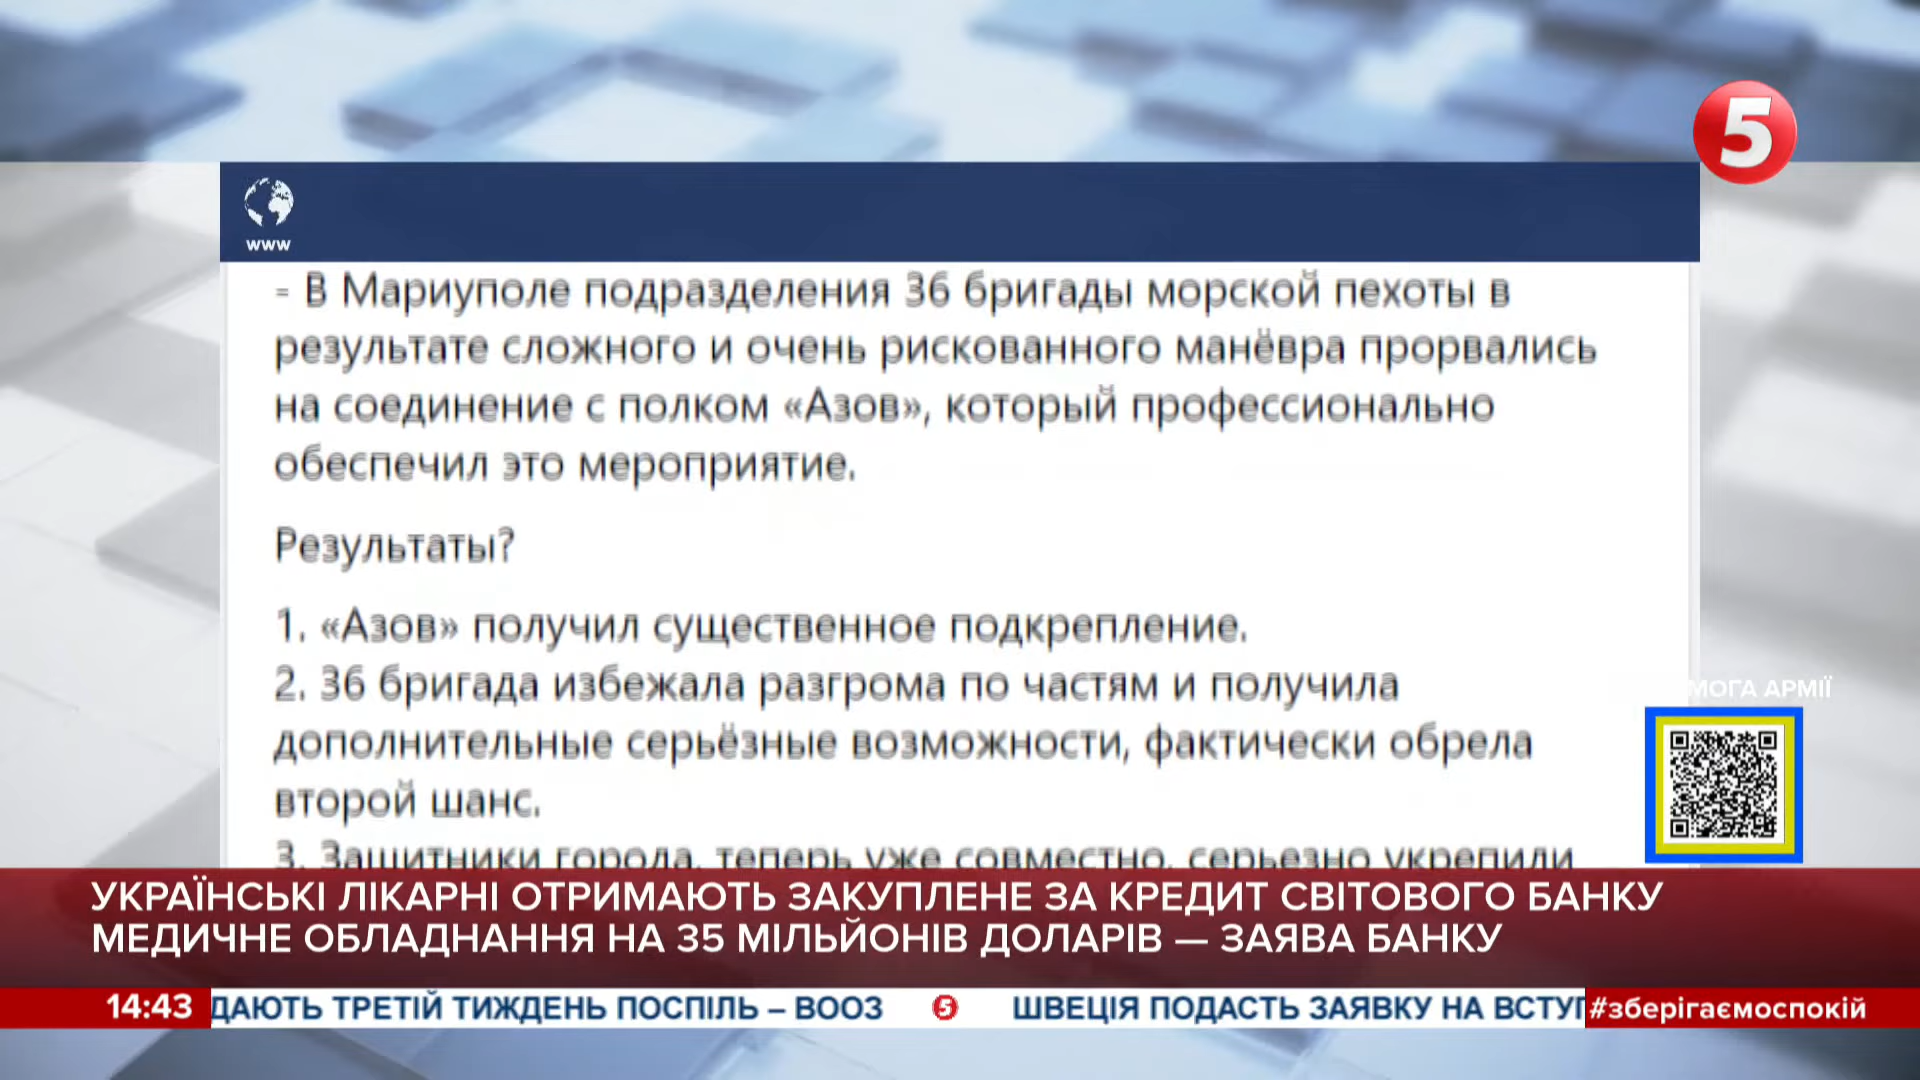 5
www
- В Мариуполе подразделения 36 бригады морской пехоты в
результате сложного и очень рискованного манёвра прорвались
на соединение с полком «Азов», который профессионально
обеспечил это мероприятие.
Результаты?
1. «Азов» получил существенное подкрепление.
2. 36 бригада избежала разгрома по частям и получила
дополнительные серьёзные возможности, фактически обрела
второй шанс.
3. Защитники города, теперь уже совместно, серьезно укрепили
МОГА АРМІЇ
УКРАЇНСЬКІ ЛІКАРНІ ОТРИМАЮТЬ ЗАКУПЛЕНЕ ЗА КРЕДИТ СВІТОВОГО БАНКУ
МЕДИЧНЕ ОБЛАДНАННЯ НА 35 МІЛЬЙОНІВ ДОЛАРІВ — ЗАЯВА БАНКУ
14:43 ДАЮТЬ ТРЕТІЙ ТИЖДЕНЬ ПОСПІЛЬ – ВООЗ 5 ШВЕЦІЯ ПОДАСТЬ ЗАЯВКУ НА ВСТУП #зберігаємоспокій